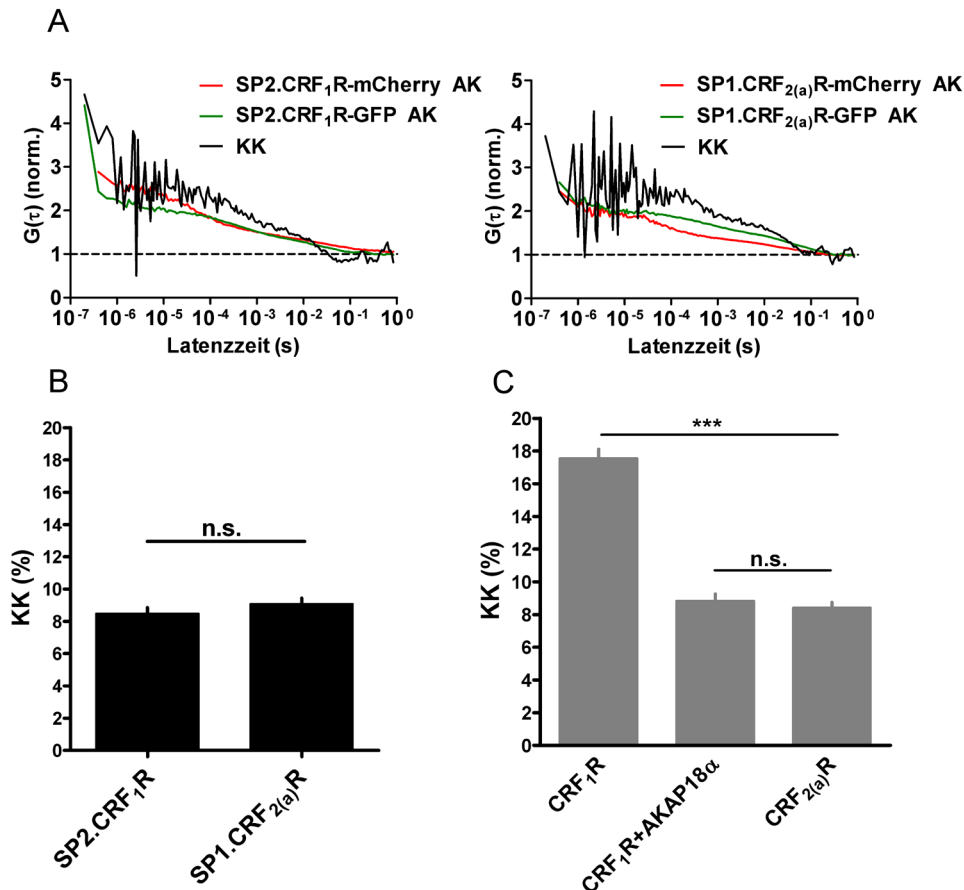 A
SP2.CRF₁R-mCherry AK
SP2.CRF₁R-GFP AK
KK
G(τ) (norm.)
5
4
3
2
1
0
10⁻⁷ 10⁻⁶ 10⁻⁵ 10⁻⁴ 10⁻³ 10⁻² 10⁻¹ 10⁰
Latenzzeit (s)
SP1.CRF₂₍ₐ₎R-mCherry AK
SP1.CRF₂₍ₐ₎R-GFP AK
KK
G(τ) (norm.)
5
4
3
2
1
0
10⁻⁷ 10⁻⁶ 10⁻⁵ 10⁻⁴ 10⁻³ 10⁻² 10⁻¹ 10⁰
Latenzzeit (s)
B
KK (%)
20
18
16
14
12
10
8
6
4
2
0
n.s.
SP2.CRF₁R
SP1.CRF₂₍ₐ₎R
C
KK (%)
20
18
16
14
12
10
8
6
4
2
0
***
n.s.
CRF₁R
CRF₁R+AKAP18α
CRF₂₍ₐ₎R